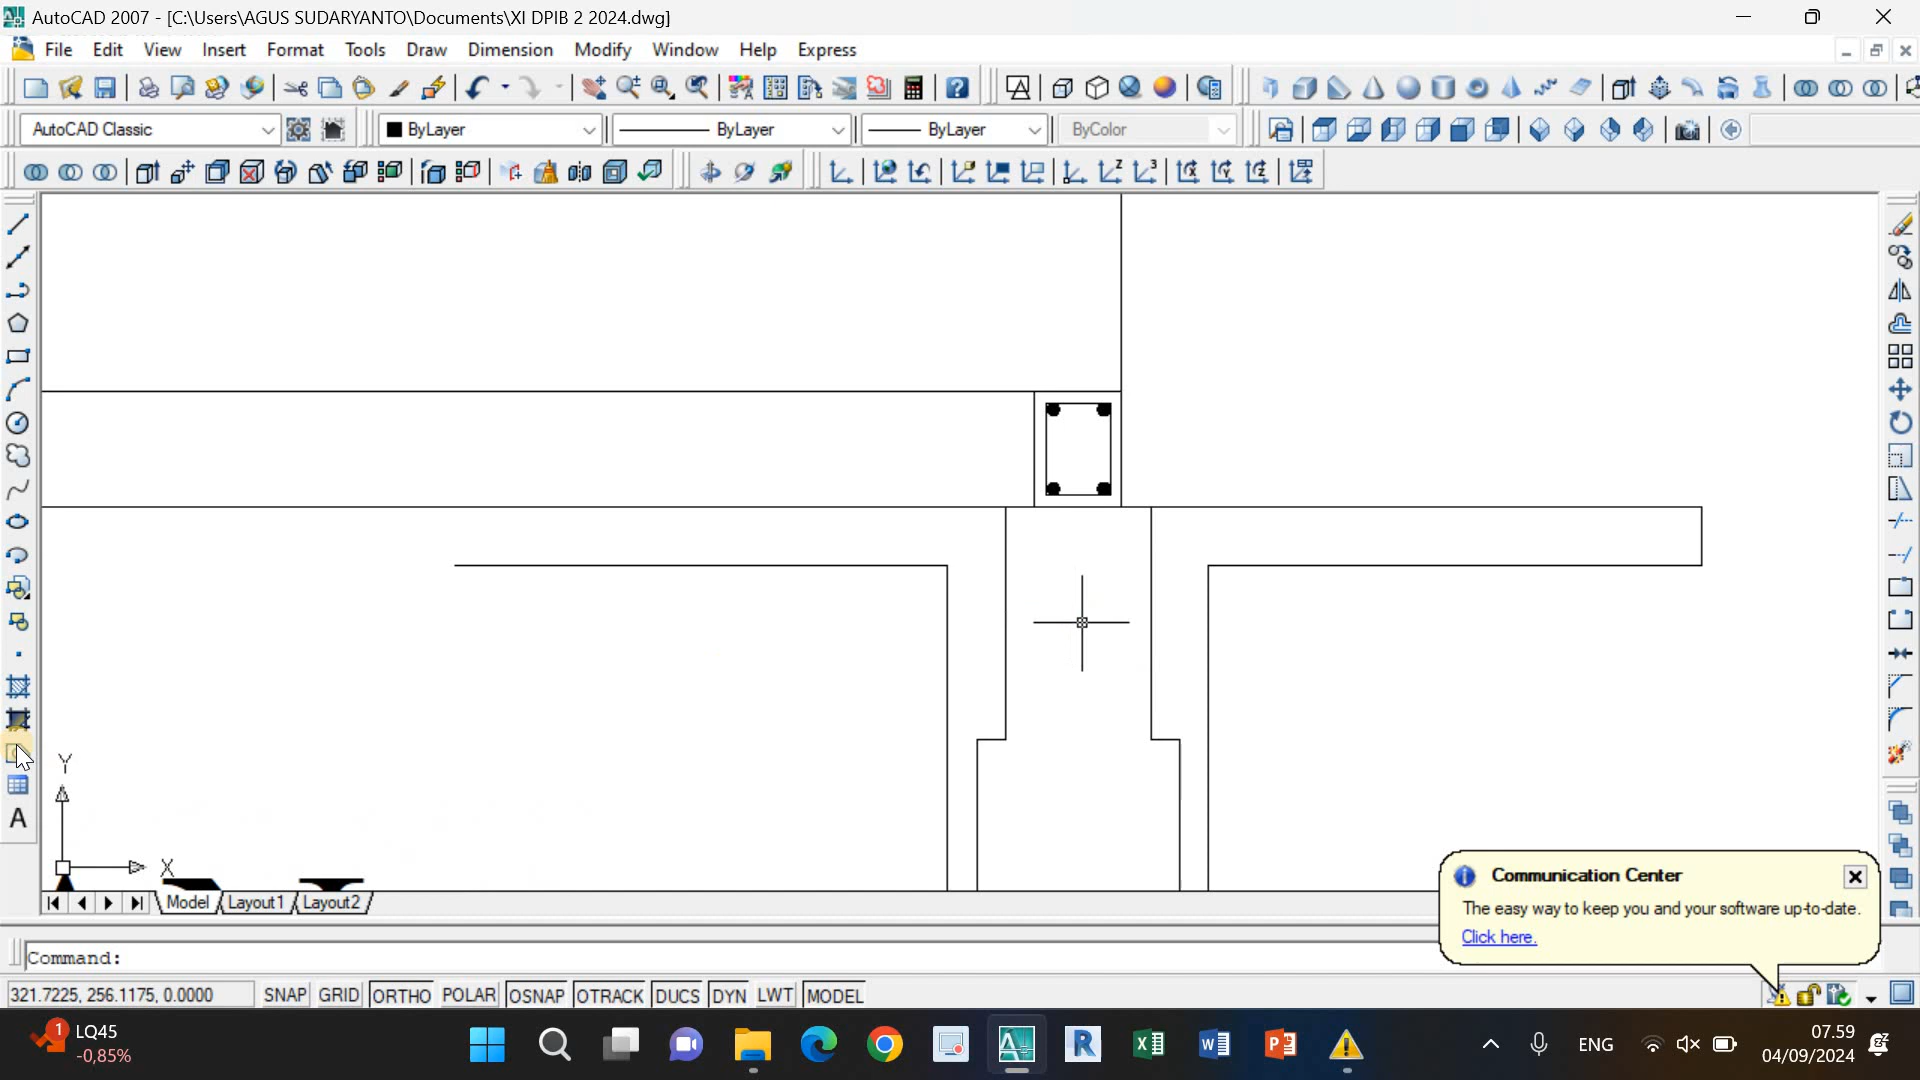 AutoCAD 2007 - [C:\Users\AGUS SUDARYANTO\Documents\XI DPIB 2 2024.dwg]
File Edit View Insert Format Tools Draw Dimension Modify Window Help Express
AutoCAD Classic ByLayer ByLayer ByLayer ByColor
Y
X
A
Model Layout1 Layout2
Communication Center
The easy way to keep you and your software up-to-date.
Click here.
Command:
321.7225, 256.1175, 0.0000 SNAP GRID ORTHO POLAR OSNAP OTRACK DUCS DYN LWT MODEL
1 LQ45
-0,85%
ENG
07.59
04/09/2024